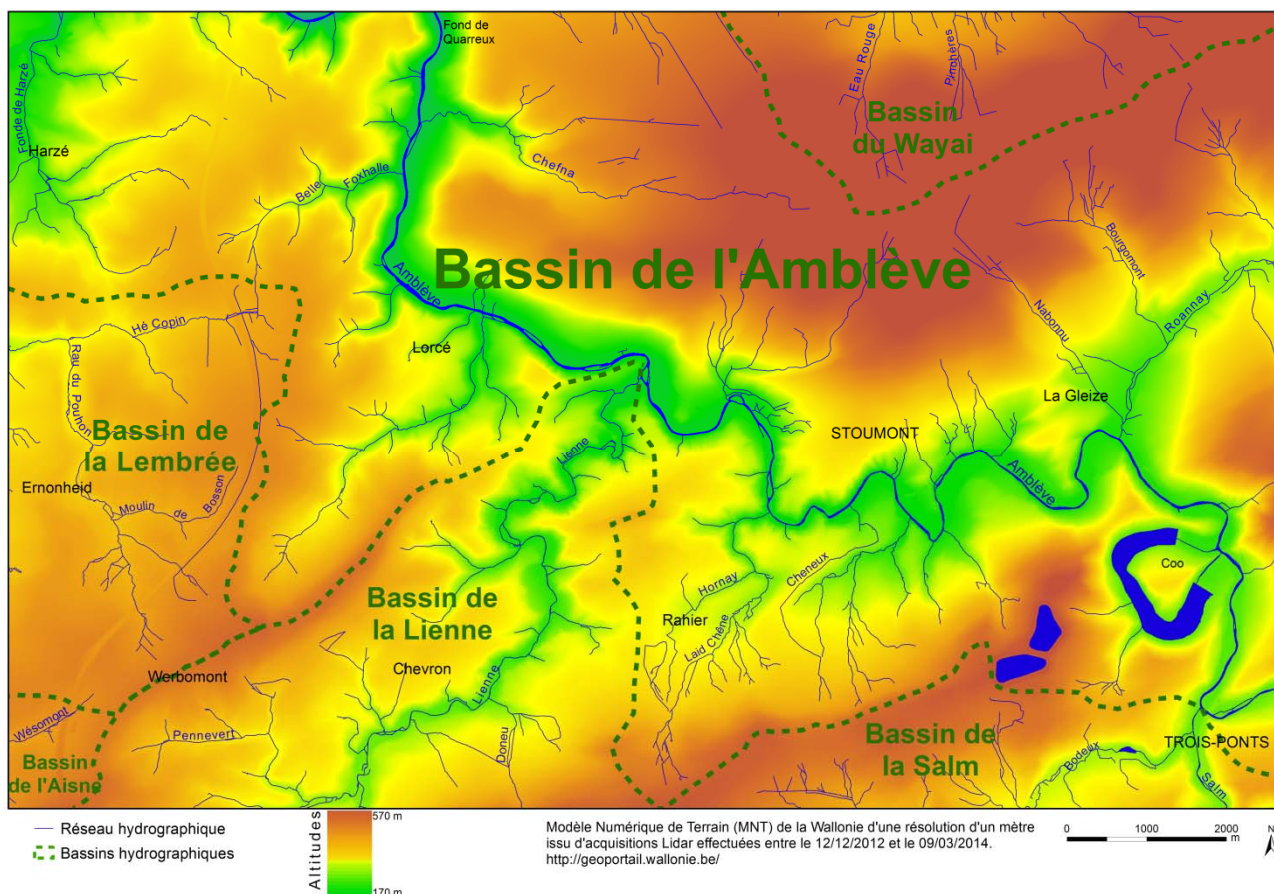 Fond de
Quarreux
Eau Rouge
Pinchères
Bassin
du Wayai
Fonde de Harzé
Harzé
Chefna
Belle
Foxhalle
Bassin de l'Amblève
Amblève
Bourgomont
Roannay
Nabonnu
Hé Copin
Lorcé
Rau du Pouhon
La Gleize
Bassin de
la Lembrée
STOUMONT
Lienne
Ernonheid
Moulin de Bosson
Amblève
Coo
Cheneux
Hornay
Bassin de
la Lienne
Rahier
Laid Chêne
Werbomont
Chevron
Lienne
Wésomont
Pennevert
Doneu
Bassin de
la Salm
Bodeux
TROIS-PONTS
Salm
Bassin
de l'Aisne
Réseau hydrographique
Bassins hydrographiques
Altitudes
570 m
170 m
Modèle Numérique de Terrain (MNT) de la Wallonie d'une résolution d'un mètre
issu d'acquisitions Lidar effectuées entre le 12/12/2012 et le 09/03/2014.
http://geoportail.wallonie.be/
0 1000 2000 m
N